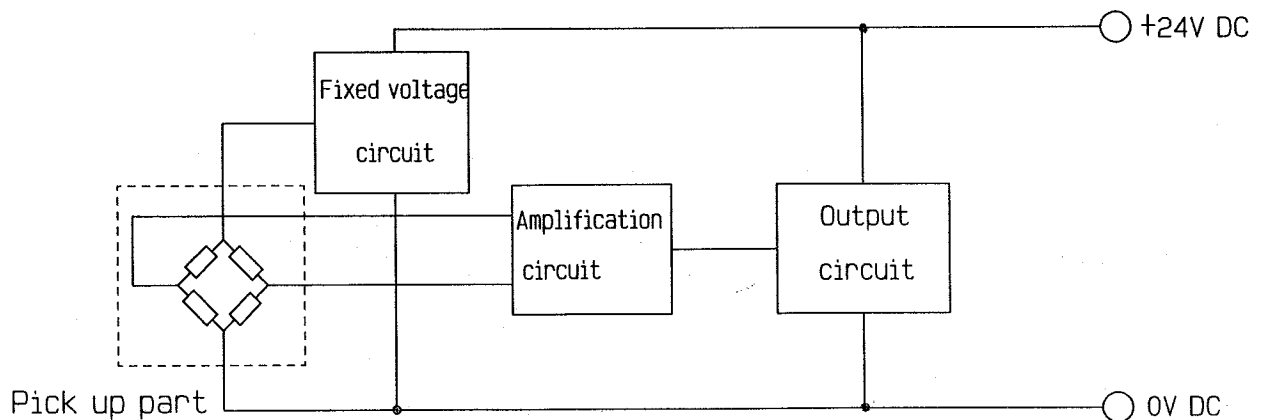 +24V DC
Fixed voltage
circuit
Amplification
circuit
Output
circuit
Pick up part
0V DC